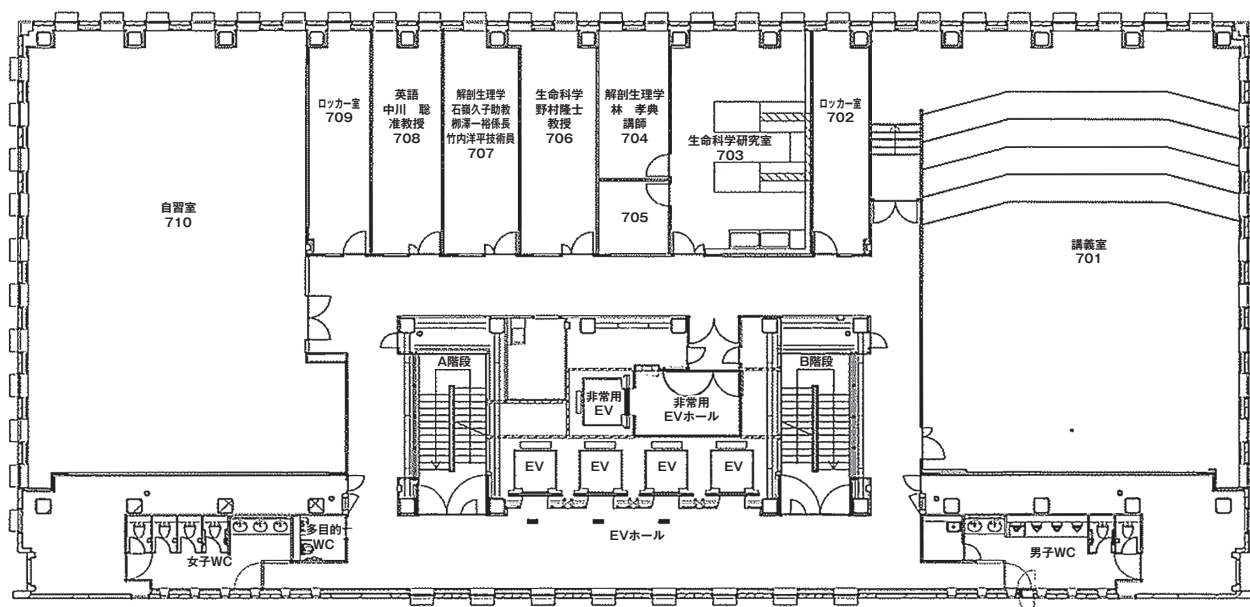 ロッカー室
709
英語
中川 聡
准教授
708
解剖生理学
石嶺久子助教
栁澤一裕係長
竹内洋平技術員
707
生命科学
野村隆士
教授
706
解剖生理学
林 孝典
講師
704
705
生命科学研究室
703
ロッカー室
702
自習室
710
講義室
701
A階段
B階段
非常用
EV
非常用
EVホール
EV
EV
EV
EV
EVホール
女子WC
多目的
WC
男子WC